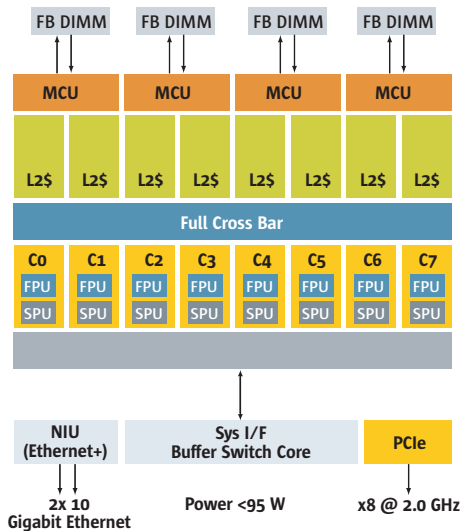 FB DIMM FB DIMM FB DIMM FB DIMM
MCU MCU MCU MCU
L2$ L2$ L2$ L2$ L2$ L2$ L2$ L2$
Full Cross Bar
C0 C1 C2 C3 C4 C5 C6 C7
FPU FPU FPU FPU FPU FPU FPU FPU
SPU SPU SPU SPU SPU SPU SPU SPU
NIU
(Ethernet+)
Sys I/F
Buffer Switch Core
PCIe
2x 10
Gigabit Ethernet
Power <95 W
x8 @ 2.0 GHz